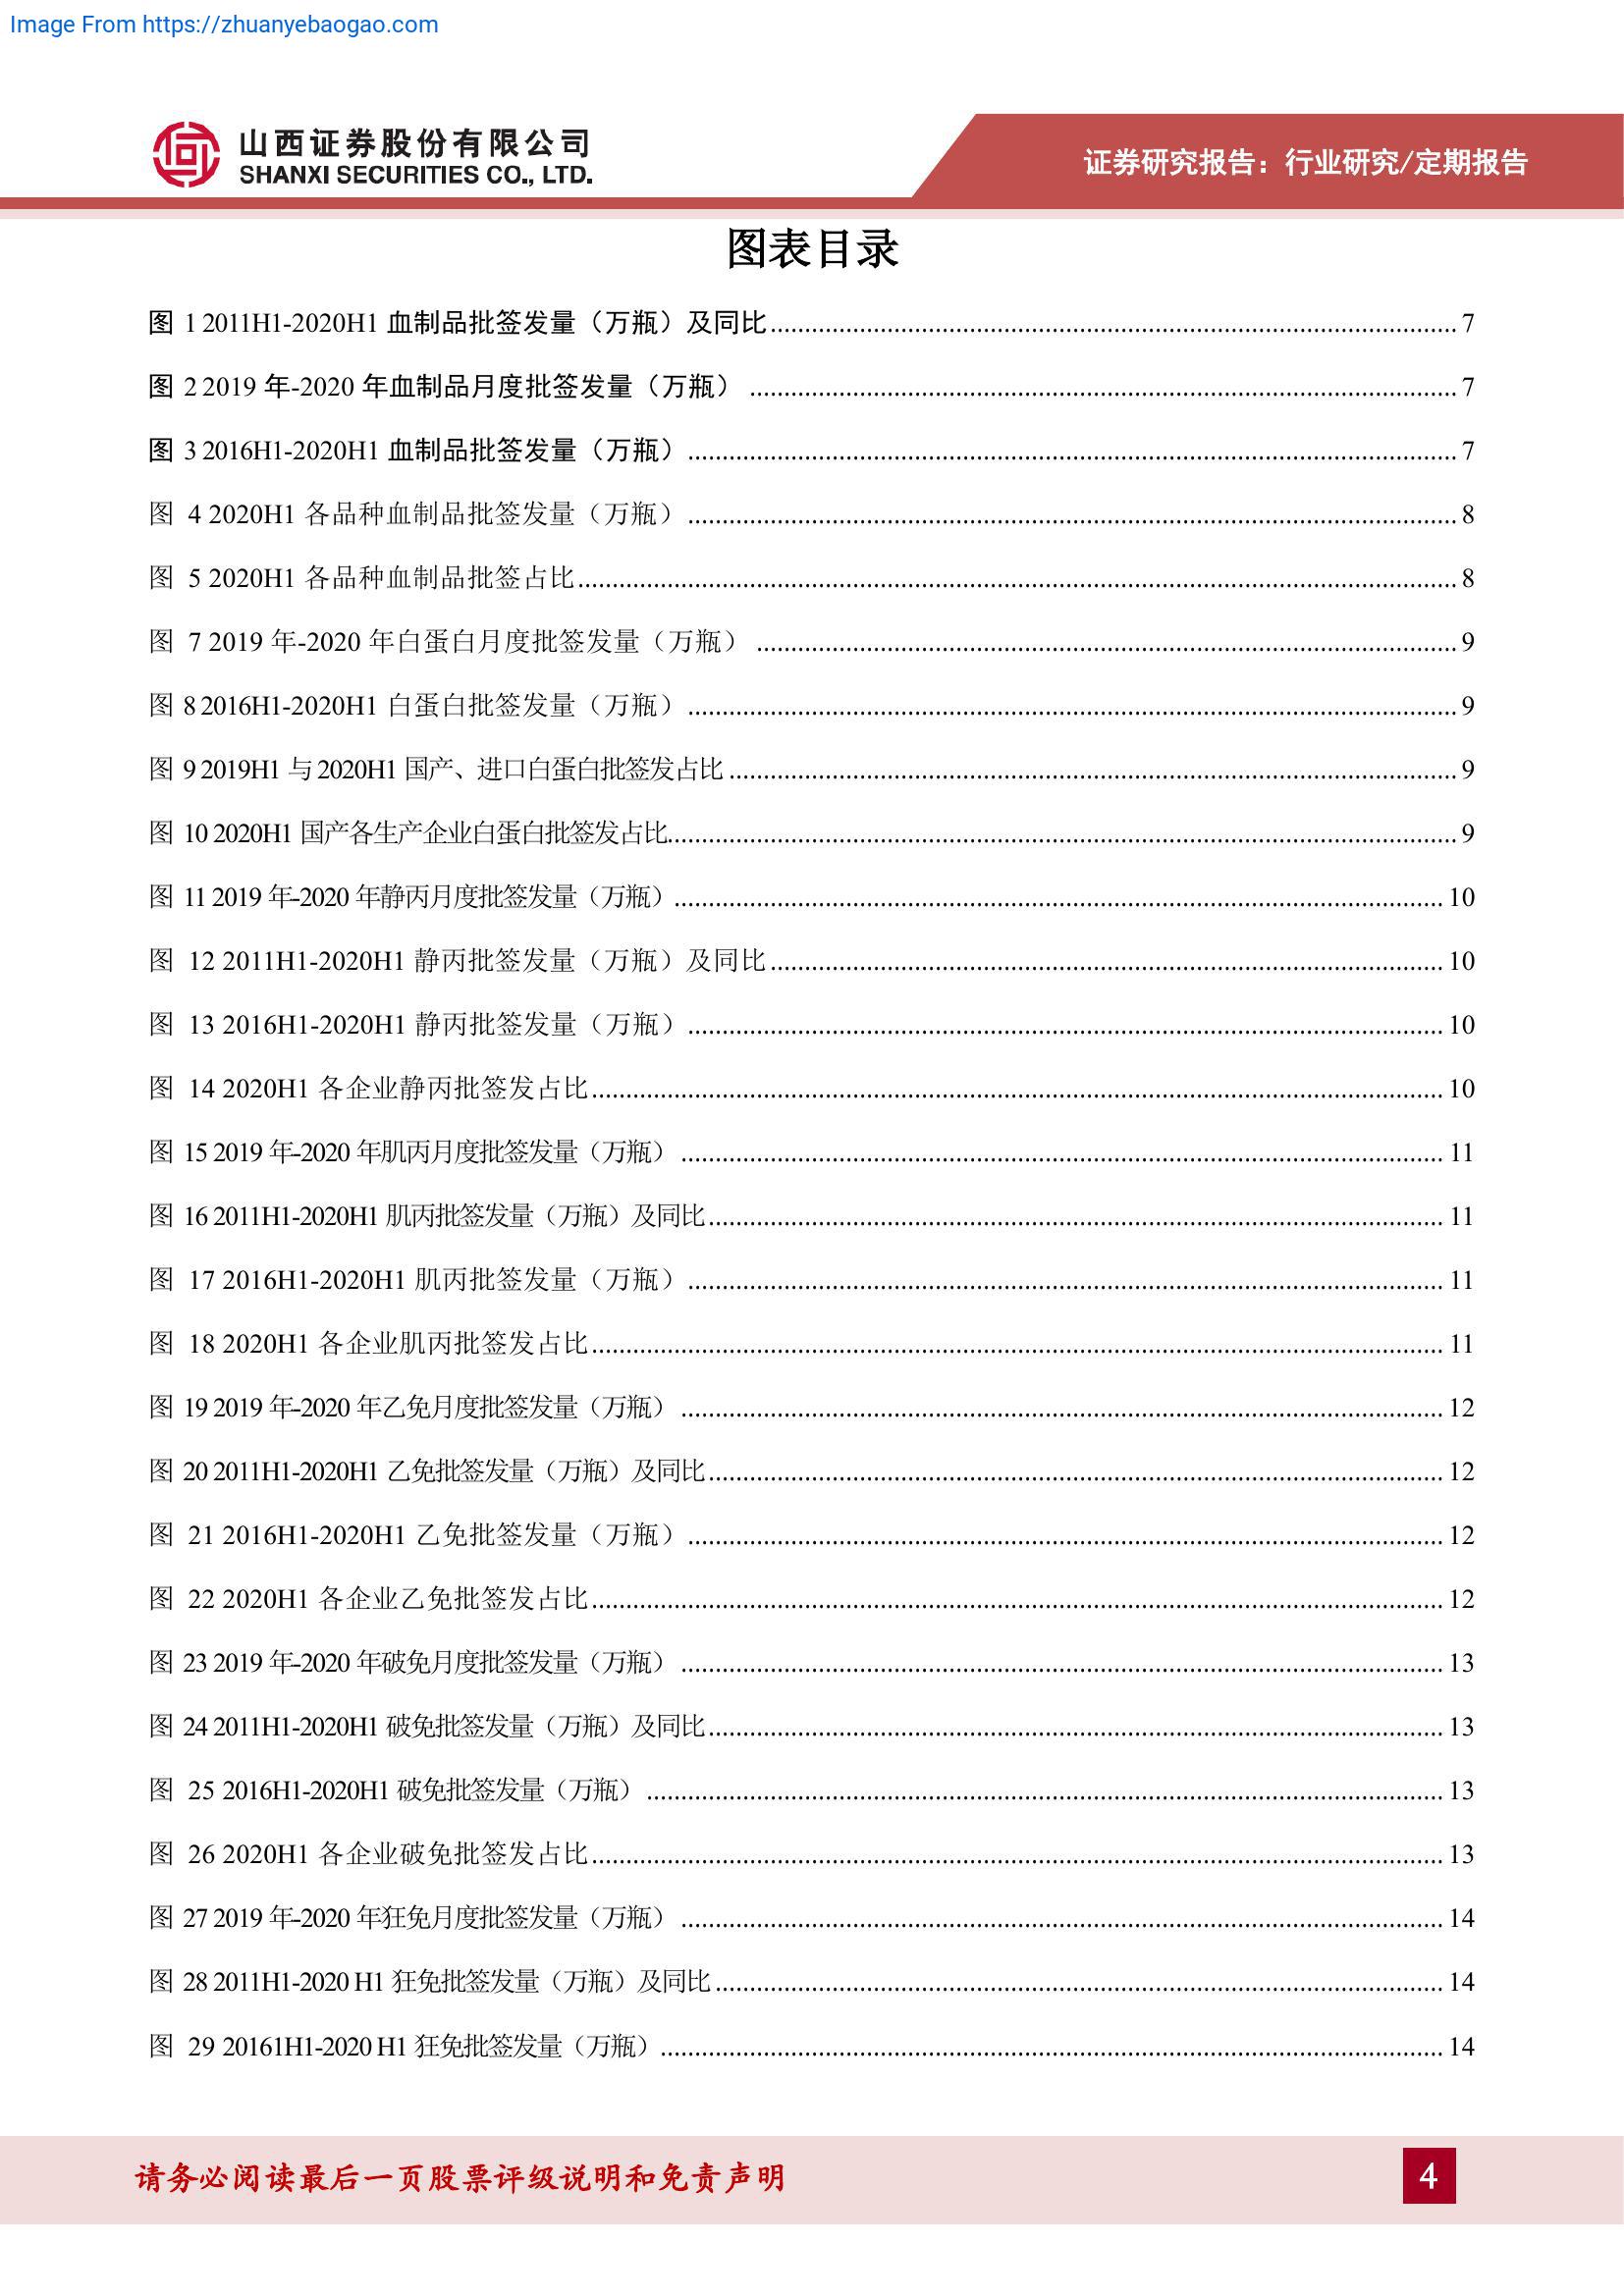 Image From https://zhuanyebaogao.com
山西证券股份有限公司
SHANXI SECURITIES CO., LTD.
证券研究报告：行业研究/定期报告
图表目录
图 1 2011H1-2020H1 血制品批签发量（万瓶）及同比 7
图 2 2019 年-2020 年血制品月度批签发量（万瓶） 7
图 3 2016H1-2020H1 血制品批签发量（万瓶） 7
图 4 2020H1 各品种血制品批签发量（万瓶） 8
图 5 2020H1 各品种血制品批签占比 8
图 7 2019 年-2020 年白蛋白月度批签发量（万瓶） 9
图 8 2016H1-2020H1 白蛋白批签发量（万瓶） 9
图 9 2019H1 与 2020H1 国产、进口白蛋白批签发占比 9
图 10 2020H1 国产各生产企业白蛋白批签发占比 9
图 11 2019 年-2020 年静丙月度批签发量（万瓶） 10
图 12 2011H1-2020H1 静丙批签发量（万瓶）及同比 10
图 13 2016H1-2020H1 静丙批签发量（万瓶） 10
图 14 2020H1 各企业静丙批签发占比 10
图 15 2019 年-2020 年肌丙月度批签发量（万瓶） 11
图 16 2011H1-2020H1 肌丙批签发量（万瓶）及同比 11
图 17 2016H1-2020H1 肌丙批签发量（万瓶） 11
图 18 2020H1 各企业肌丙批签发占比 11
图 19 2019 年-2020 年乙免月度批签发量（万瓶） 12
图 20 2011H1-2020H1 乙免批签发量（万瓶）及同比 12
图 21 2016H1-2020H1 乙免批签发量（万瓶） 12
图 22 2020H1 各企业乙免批签发占比 12
图 23 2019 年-2020 年破免月度批签发量（万瓶） 13
图 24 2011H1-2020H1 破免批签发量（万瓶）及同比 13
图 25 2016H1-2020H1 破免批签发量（万瓶） 13
图 26 2020H1 各企业破免批签发占比 13
图 27 2019 年-2020 年狂免月度批签发量（万瓶） 14
图 28 2011H1-2020 H1 狂免批签发量（万瓶）及同比 14
图 29 20161H1-2020 H1 狂免批签发量（万瓶） 14
请务必阅读最后一页股票评级说明和免责声明
4